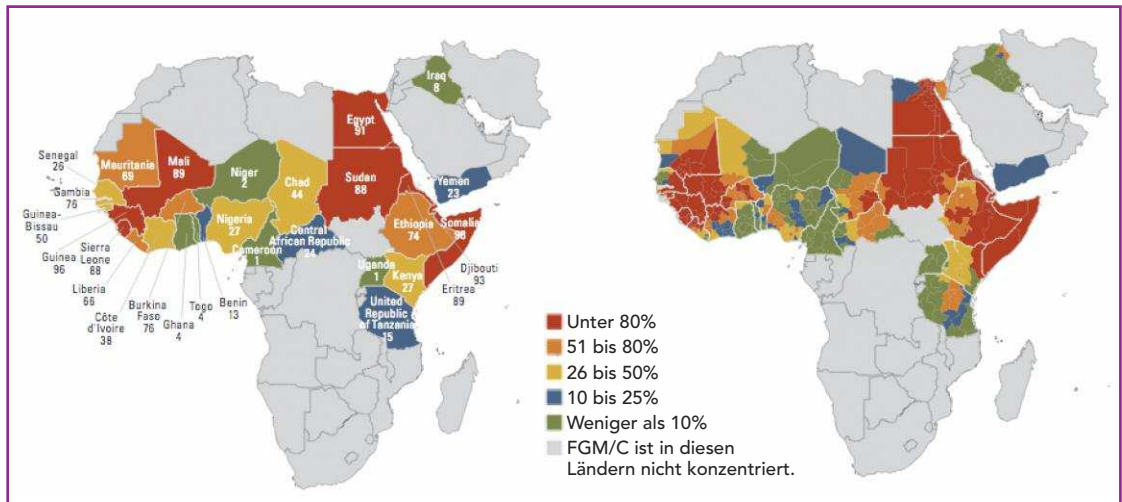 Iraq
8
Egypt
91
Senegal
26
Mauritania
69
Mali
89
Niger
2
Chad
44
Sudan
88
Yemen
23
Gambia
76
Guinea-
Bissau
50
Nigeria
27
Ethiopia
74
Somalia
98
Central
African Republic
24
Cameroon
1
Guinea
96
Sierra
Leone
88
Liberia
66
Côte
d'Ivoire
38
Burkina
Faso
76
Ghana
4
Togo
4
Benin
13
Uganda
1
Kenya
27
Djibouti
93
Eritrea
89
United
Republic
of Tanzania
15
Unter 80%
51 bis 80%
26 bis 50%
10 bis 25%
Weniger als 10%
FGM/C ist in diesen
Ländern nicht konzentriert.